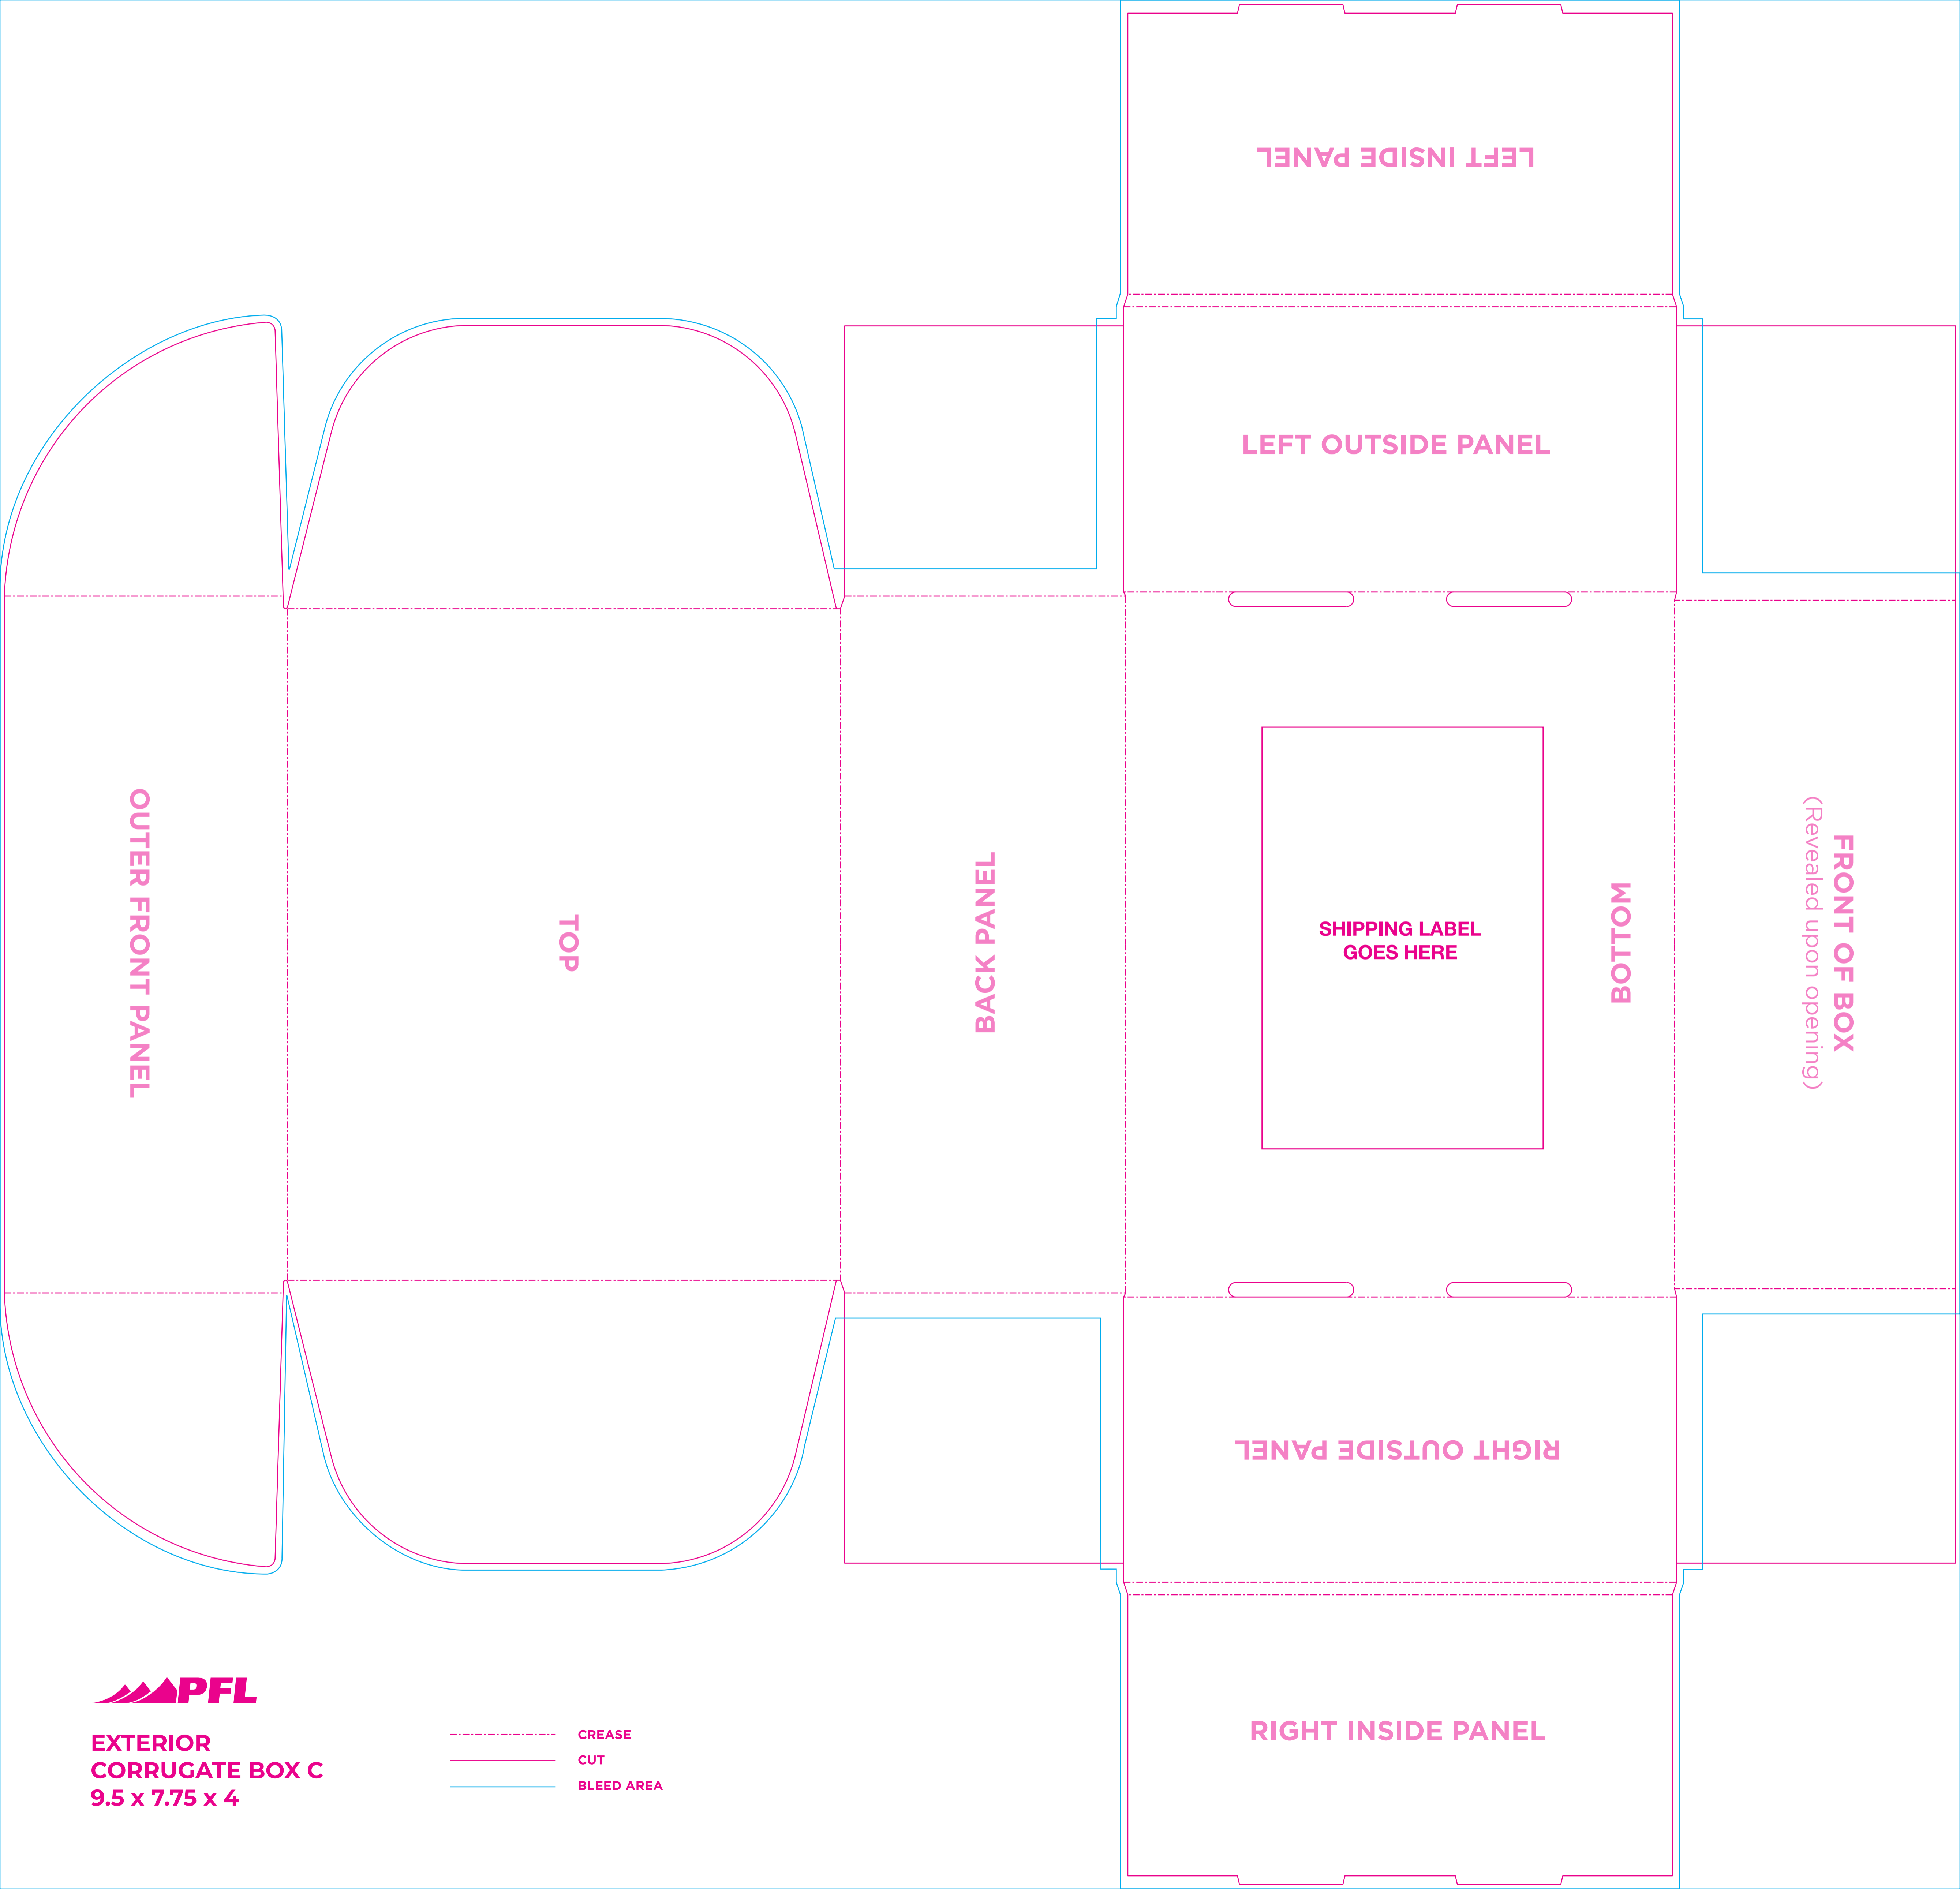 LEFT INSIDE PANEL
LEFT OUTSIDE PANEL
OUTER FRONT PANEL
TOP
BACK PANEL
SHIPPING LABEL
GOES HERE
BOTTOM
FRONT OF BOX
(Revealed upon opening)
RIGHT OUTSIDE PANEL
RIGHT INSIDE PANEL
PFL
EXTERIOR
CORRUGATE BOX C
9.5 x 7.75 x 4
CREASE
CUT
BLEED AREA